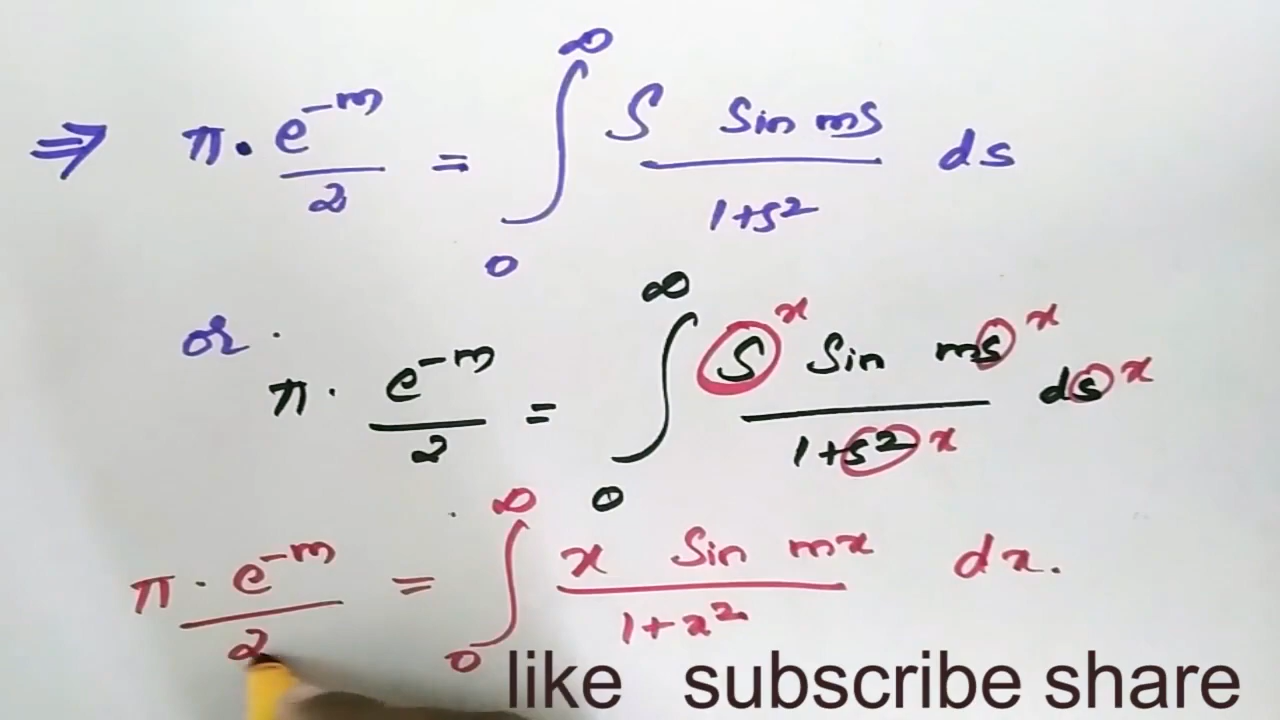 ⇒ π · e^{-m}/2 = ∫_0^∞ S Sin ms/(1+s²) ds
or · π · e^{-m}/2 = ∫_0^∞ S^x Sin ms^x/(1+s²^x) ds^x
π · e^{-m}/2 = ∫_0^∞ x Sin mx/(1+x²) dx.
like subscribe share